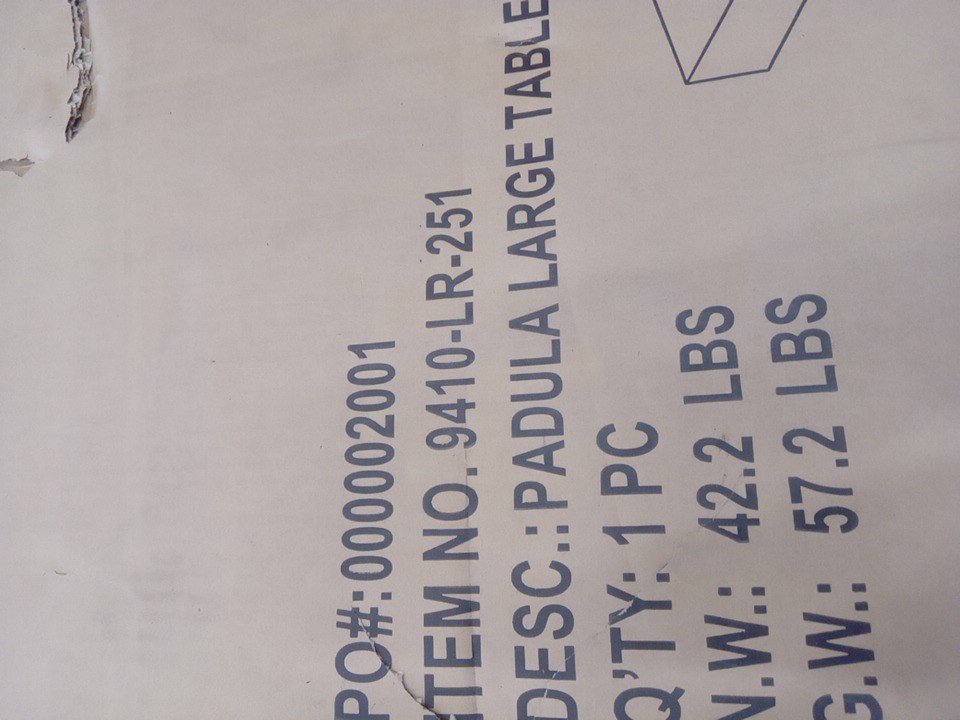 PO#:000002001
ITEM NO. 9410-LR-251
DESC.:PADULA LARGE TABLE
Q'TY: 1 PC
N.W.: 42.2 LBS
G.W.: 57.2 LBS